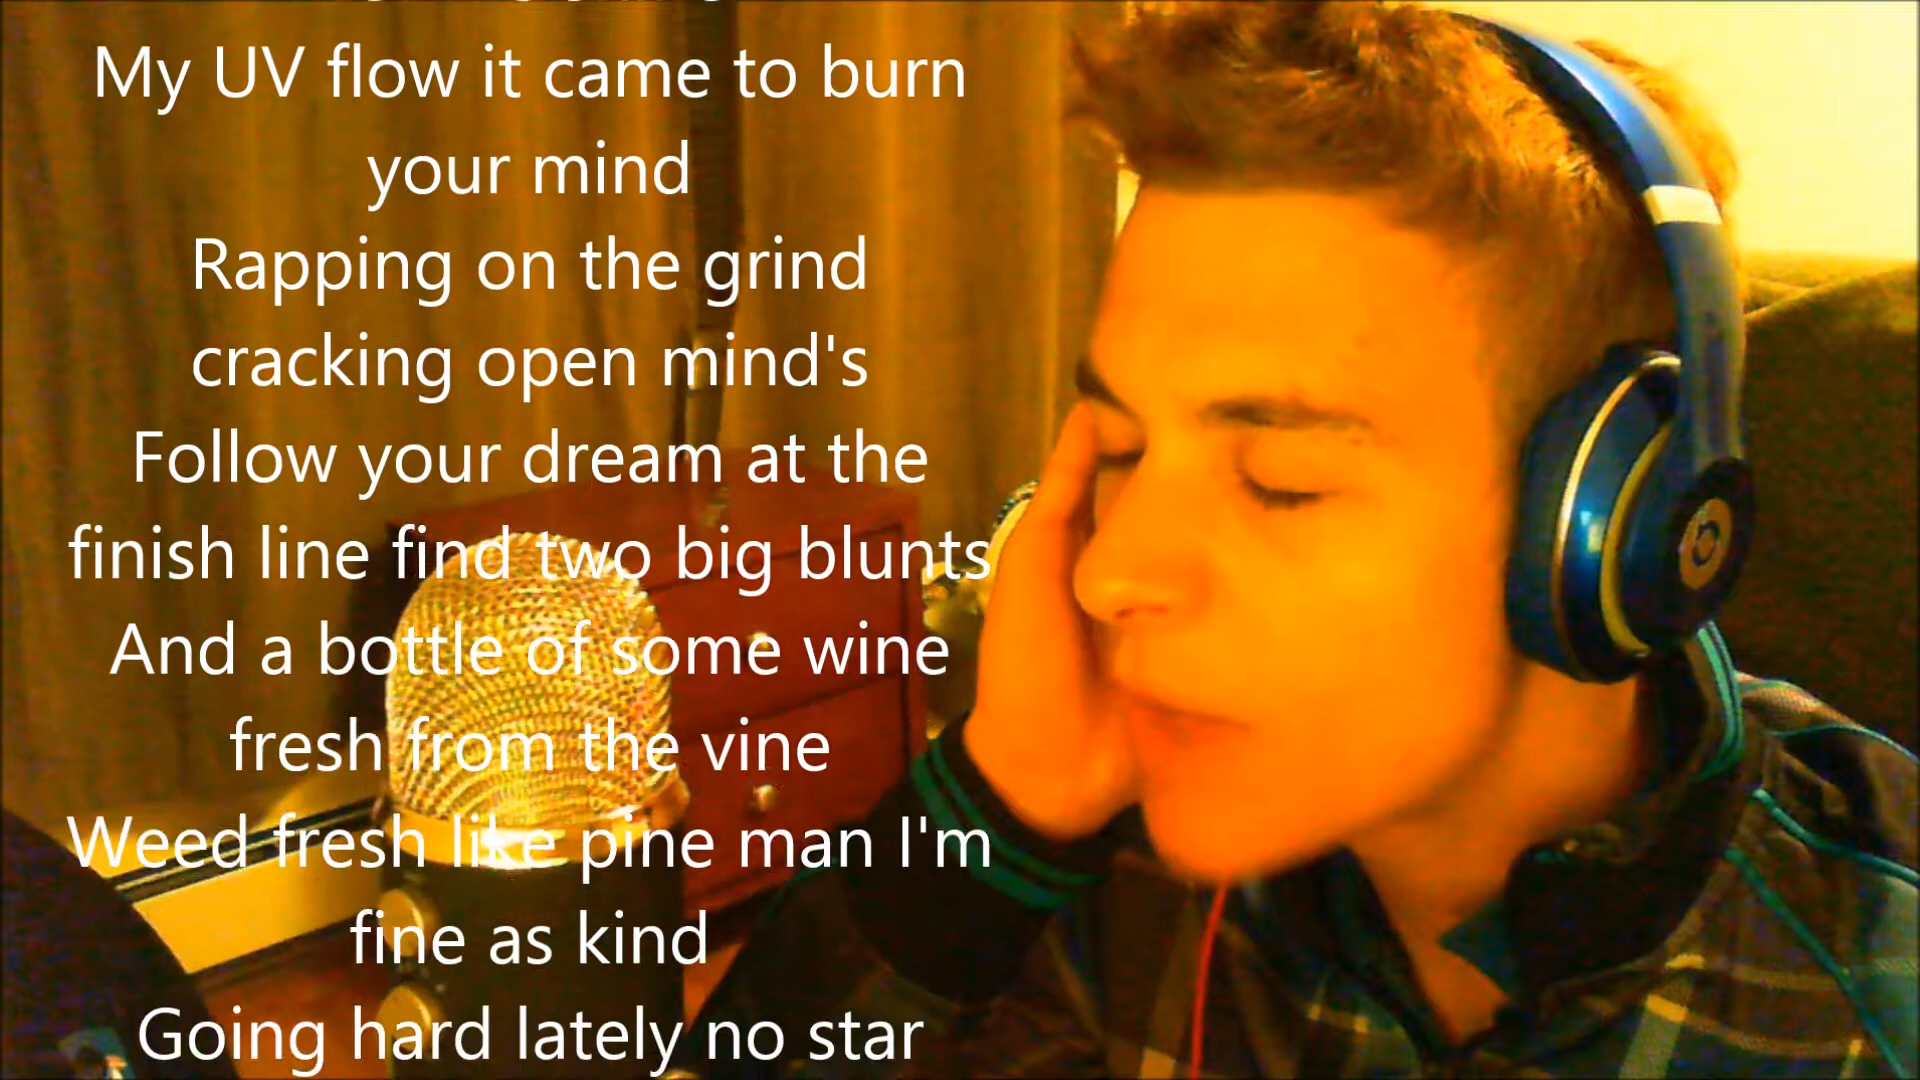 My UV flow it came to burn
your mind
Rapping on the grind
cracking open mind's
Follow your dream at the
finish line find two big blunts
And a bottle of some wine
fresh from the vine
Weed fresh like pine man I'm
fine as kind
Going hard lately no star